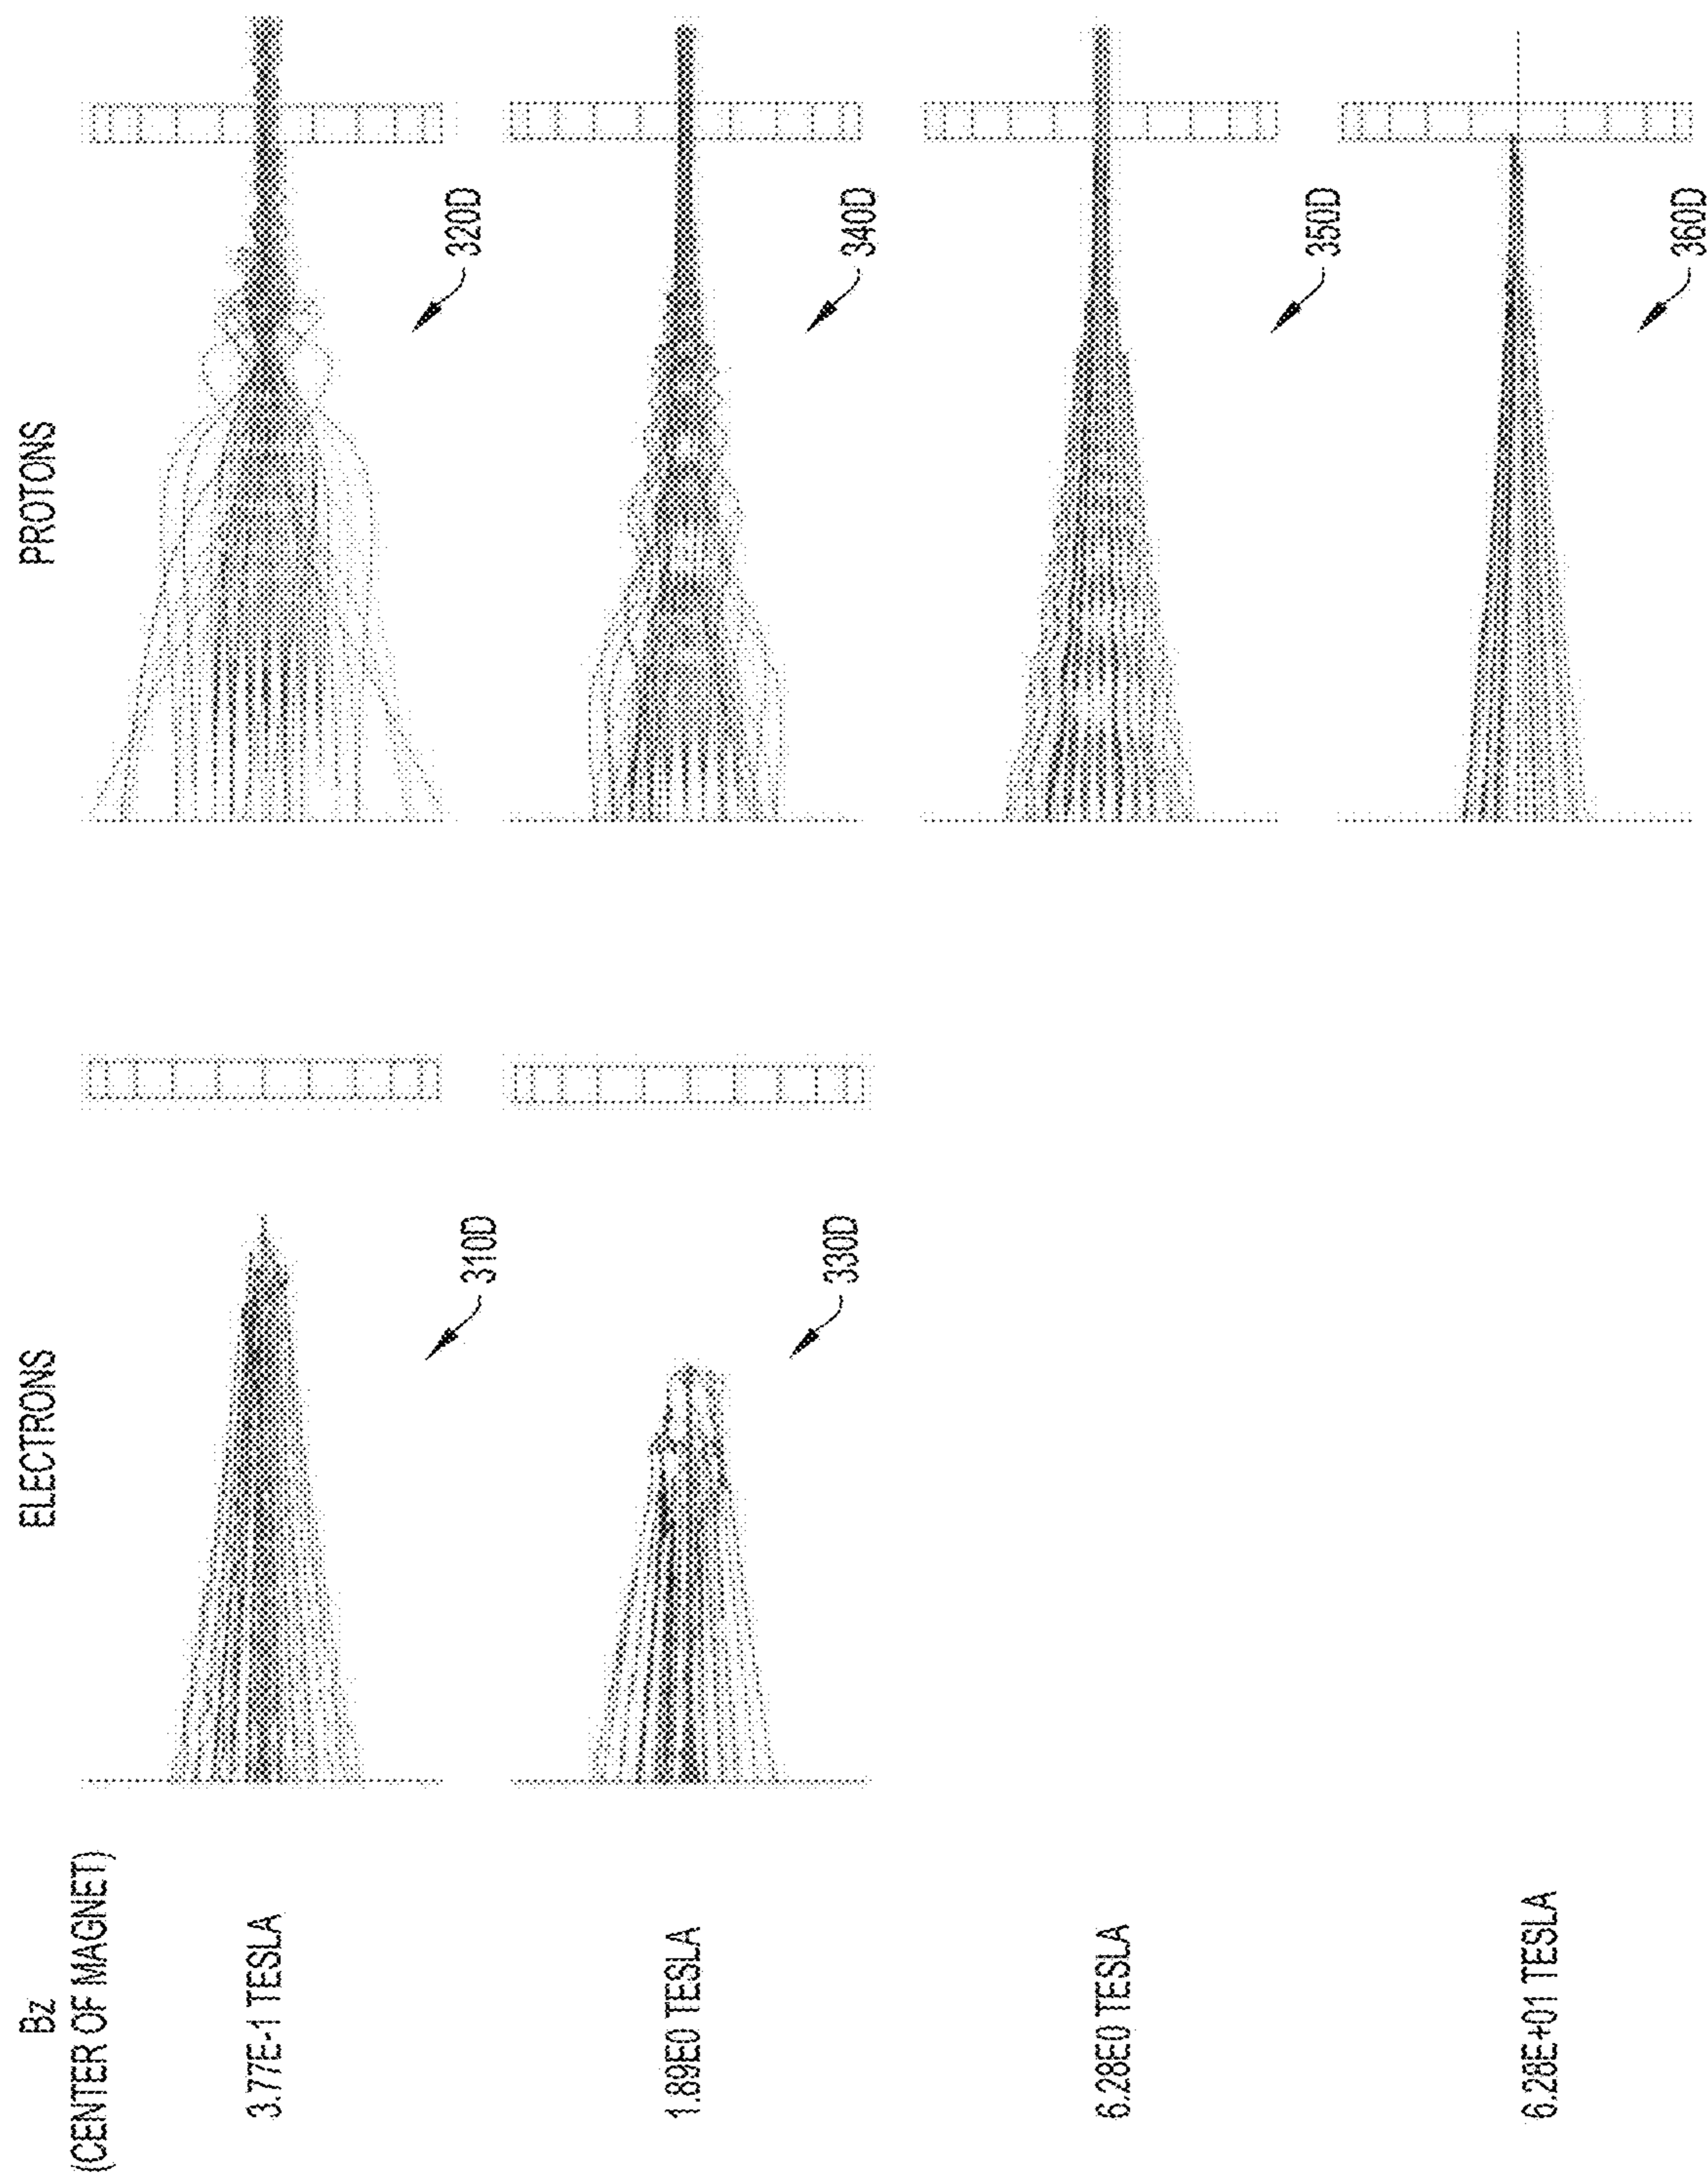 Bz
(CENTER OF MAGNET)
ELECTRONS
PROTONS
3.77E-1 TESLA
310D
320D
1.89E0 TESLA
330D
340D
6.28E0 TESLA
350D
6.28E+01 TESLA
360D